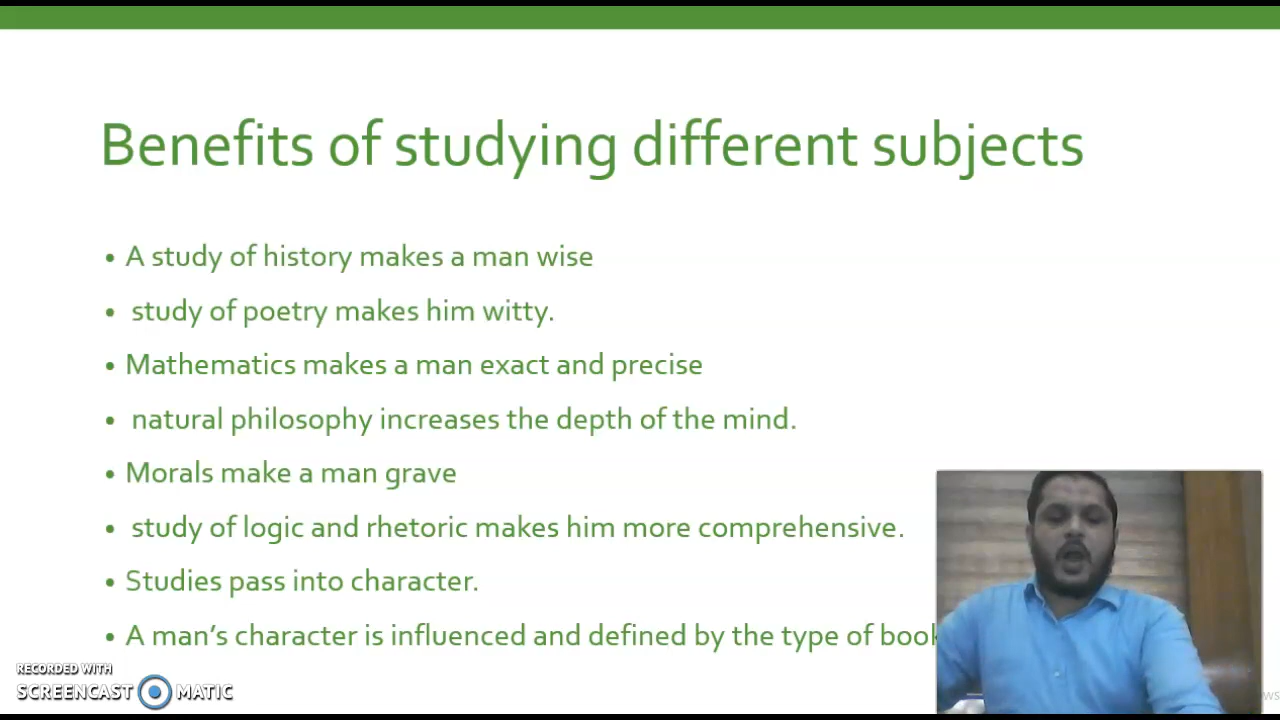 Benefits of studying different subjects
• A study of history makes a man wise
• study of poetry makes him witty.
• Mathematics makes a man exact and precise
• natural philosophy increases the depth of the mind.
• Morals make a man grave
• study of logic and rhetoric makes him more comprehensive.
• Studies pass into character.
• A man's character is influenced and defined by the type of
RECORDED WITH
SCREENCAST MATIC